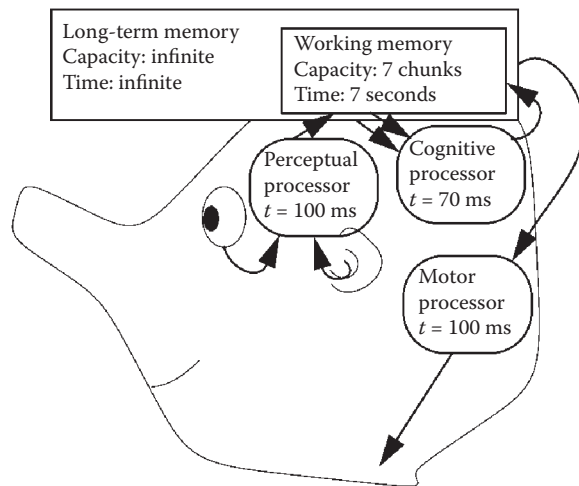 Long-term memory
Capacity: infinite
Time: infinite
Working memory
Capacity: 7 chunks
Time: 7 seconds
Perceptual
processor
t = 100 ms
Cognitive
processor
t = 70 ms
Motor
processor
t = 100 ms